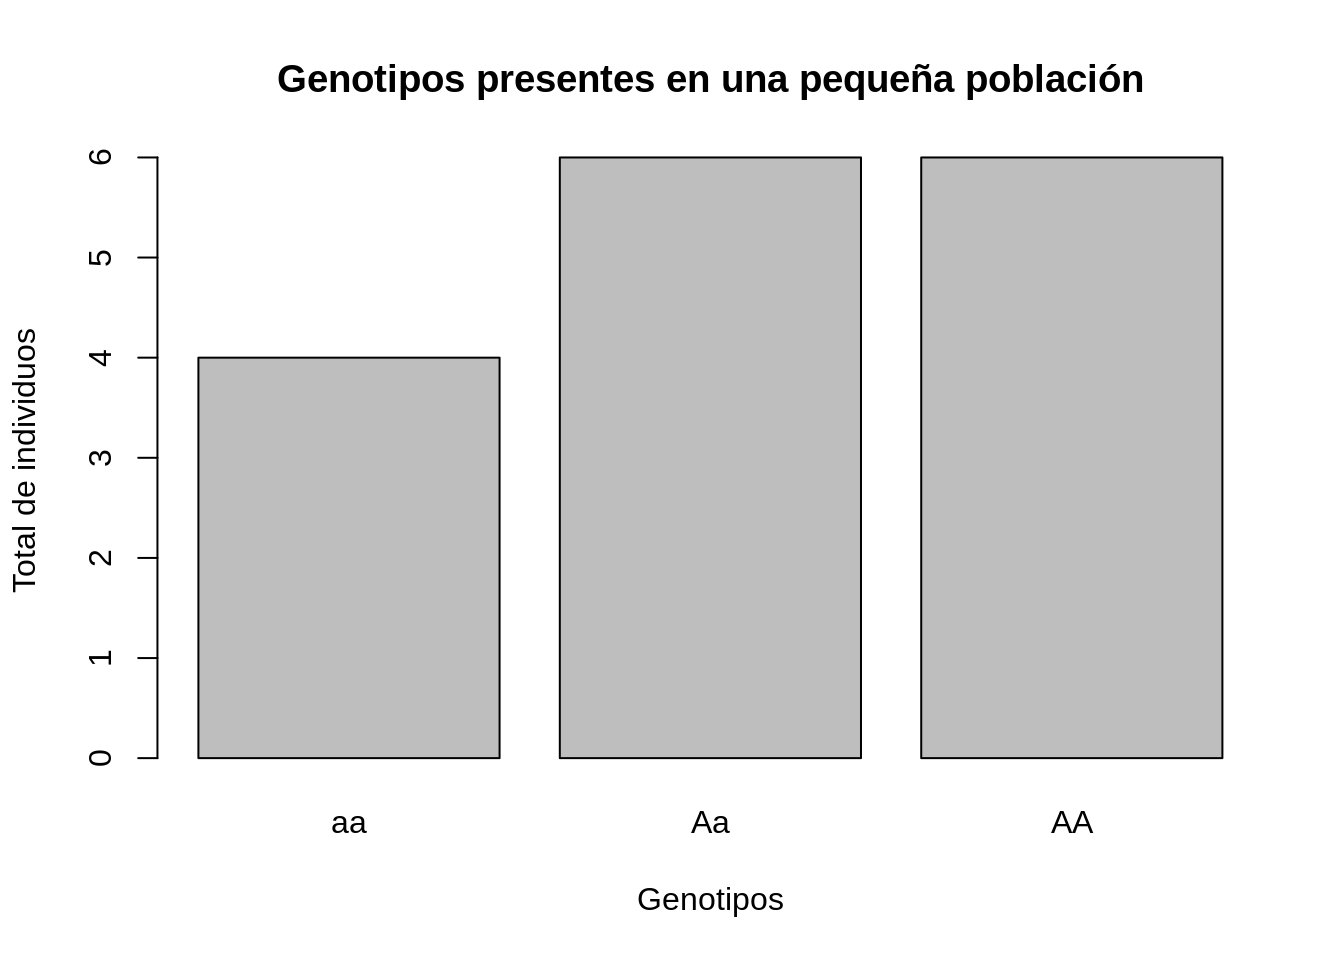 Genotipos presentes en una pequeña población
Total de individuos
6
5
4
3
2
1
0
aa
Aa
AA
Genotipos